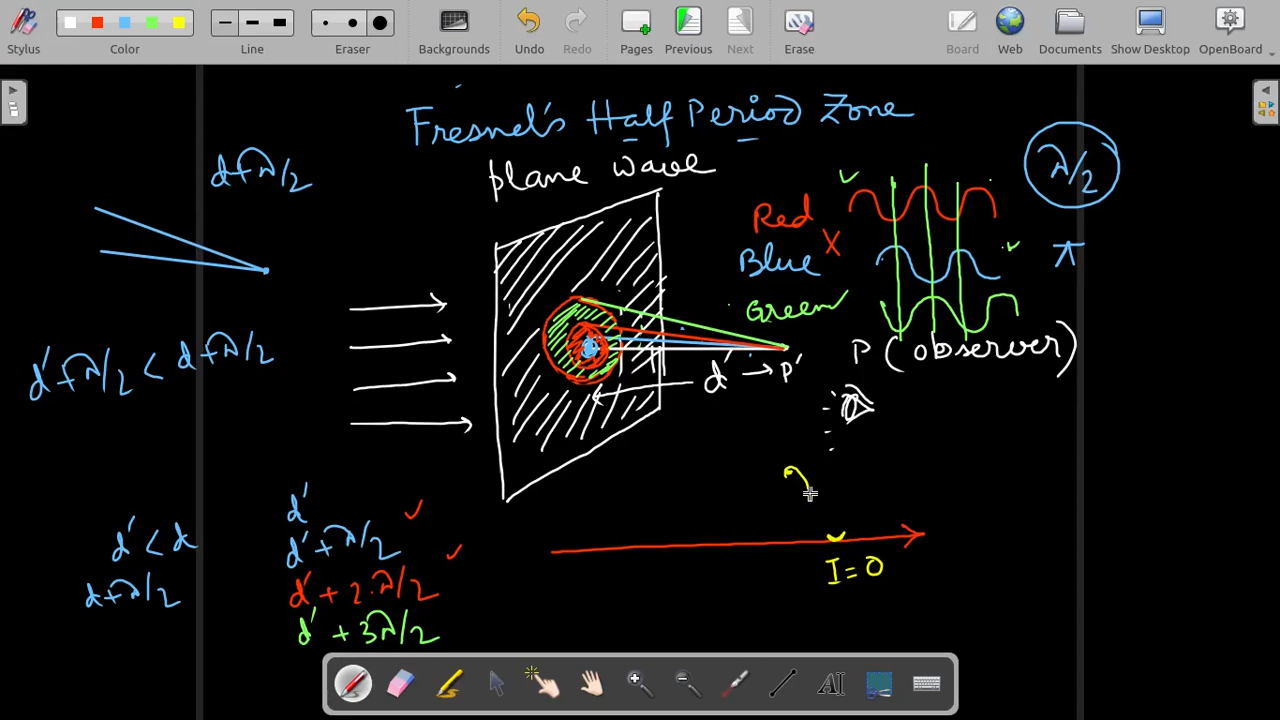 Stylus
Color
Line
Eraser
Backgrounds
Undo
Redo
Pages
Previous
Next
Erase
Board
Web
Documents
Show Desktop
OpenBoard
Fresnel's Half Period Zone
plane wave
d+λ/2
λ/2
Red
X
Blue
π
Green
P (observer)
d'
P'
d'+λ/2 < d+λ/2
d'
d' < d
d'+λ/2
d+λ/2
d' + 2.λ/2
d' + 3λ/2
I=0
AI